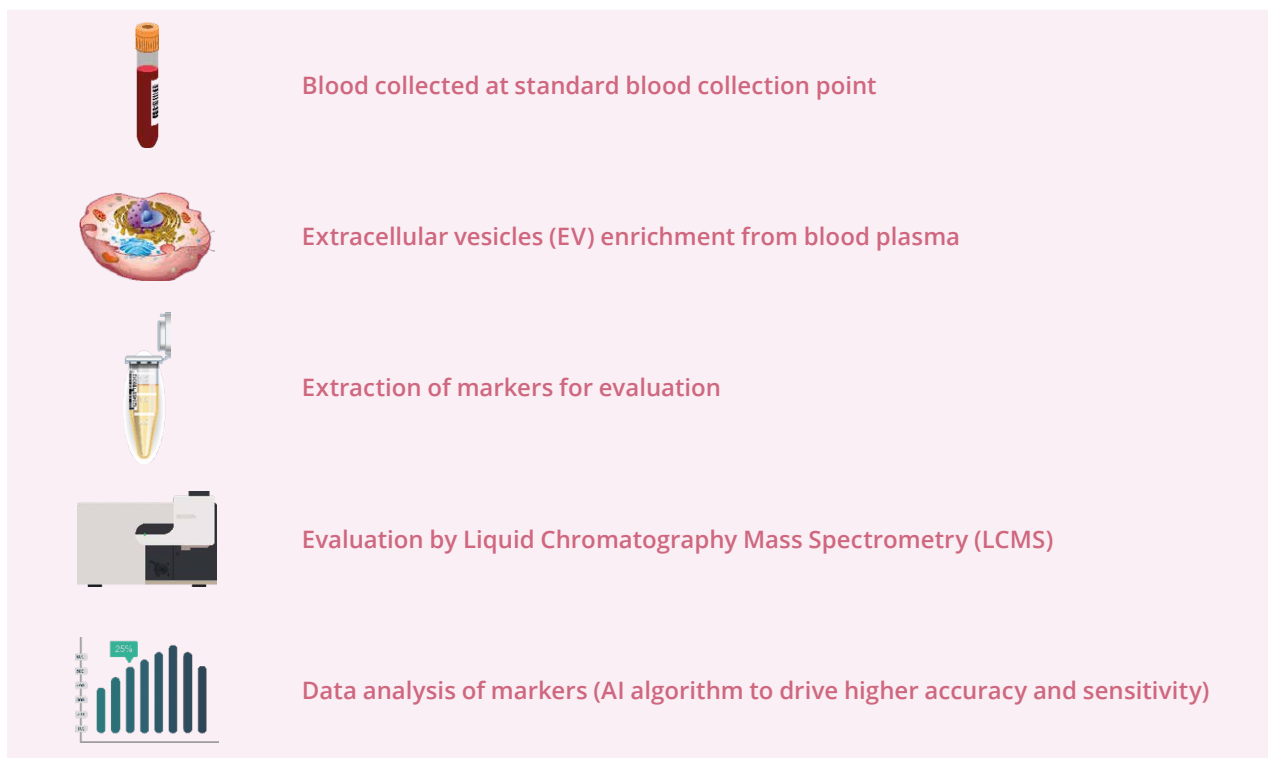 Blood collected at standard blood collection point
Extracellular vesicles (EV) enrichment from blood plasma
Extraction of markers for evaluation
Evaluation by Liquid Chromatography Mass Spectrometry (LCMS)
25%
Data analysis of markers (AI algorithm to drive higher accuracy and sensitivity)